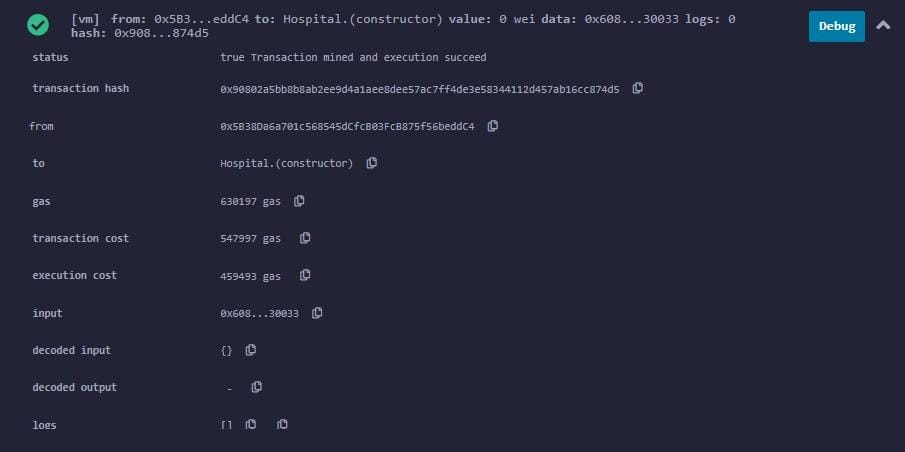 [vm] from: 0x5B3...eddC4 to: Hospital.(constructor) value: 0 wei data: 0x608...30033 logs: 0
hash: 0x908...874d5
Debug
status true Transaction mined and execution succeed
transaction hash 0x90802a5bb8b8ab2ee9d4a1aee8dee57ac7ff4de3e58344112d457ab16cc874d5
from 0x5B38Da6a701c568545dCfcB03FcB875f56beddC4
to Hospital.(constructor)
gas 630197 gas
transaction cost 547997 gas
execution cost 459493 gas
input 0x608...30033
decoded input {}
decoded output -
logs []